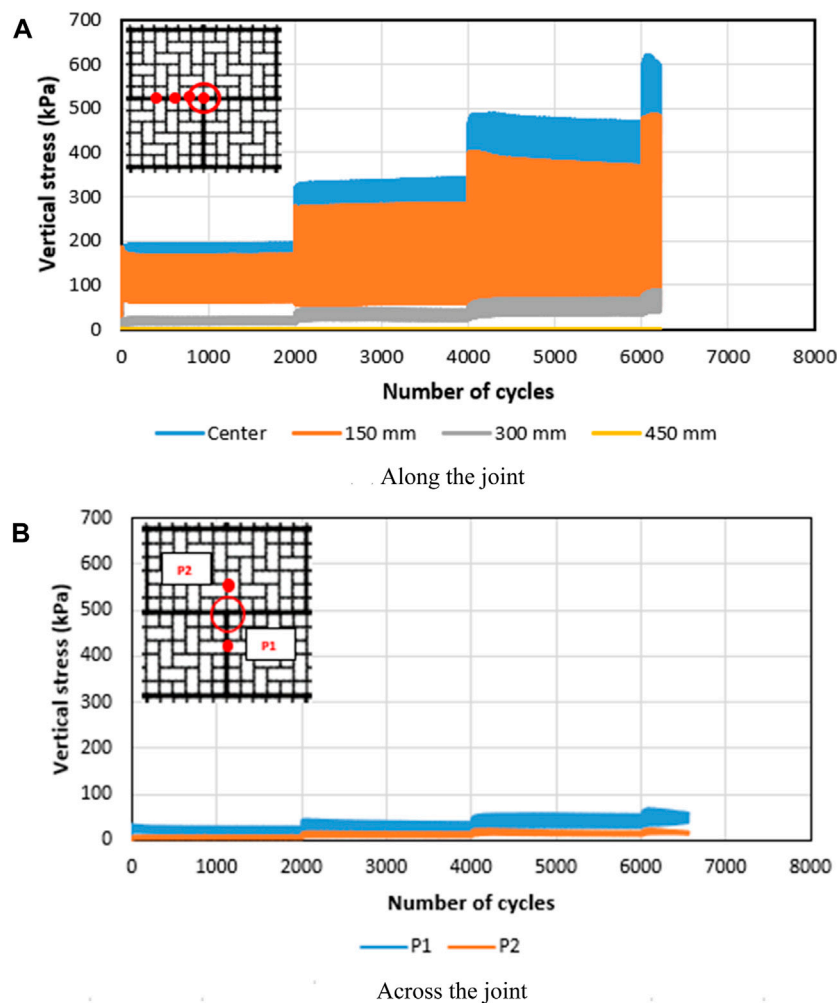 A
Vertical stress (kPa)
700
600
500
400
300
200
100
0
0 1000 2000 3000 4000 5000 6000 7000 8000
Number of cycles
Center 150 mm 300 mm 450 mm
Along the joint
B
Vertical stress (kPa)
700
600
500
400
300
200
100
0
P2
P1
0 1000 2000 3000 4000 5000 6000 7000 8000
Number of cycles
P1 P2
Across the joint